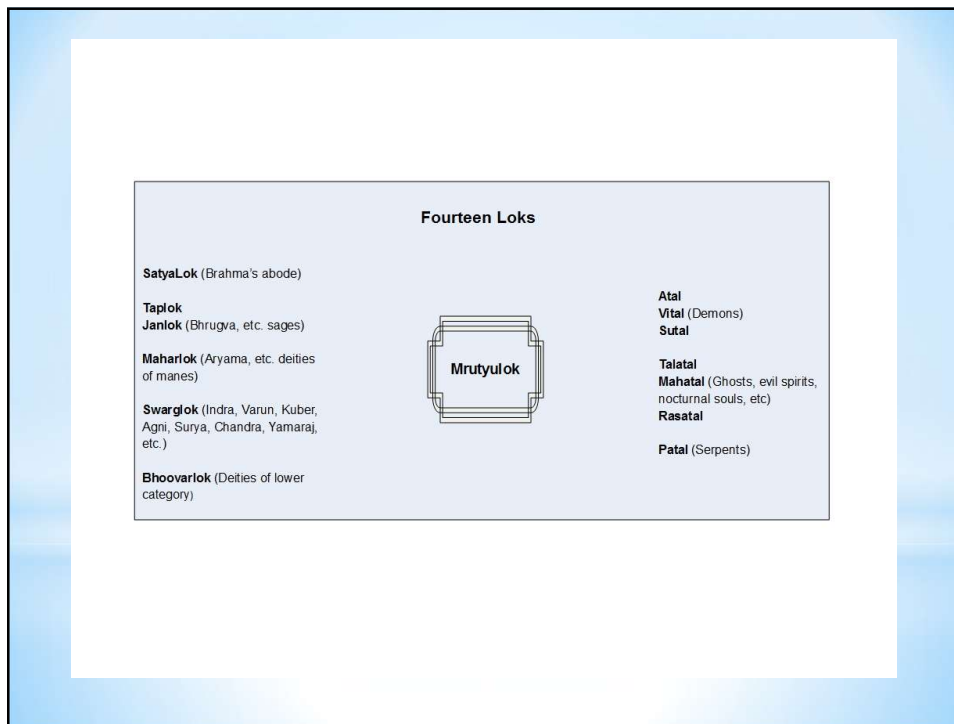 Fourteen Loks
SatyaLok (Brahma's abode)
Taplok
Janlok (Bhrugva, etc. sages)
Maharlok (Aryama, etc. deities
of manes)
Swarglok (Indra, Varun, Kuber,
Agni, Surya, Chandra, Yamaraj,
etc.)
Bhoovarlok (Deities of lower
category)
Mrutyulok
Atal
Vital (Demons)
Sutal
Talatal
Mahatal (Ghosts, evil spirits,
nocturnal souls, etc)
Rasatal
Patal (Serpents)